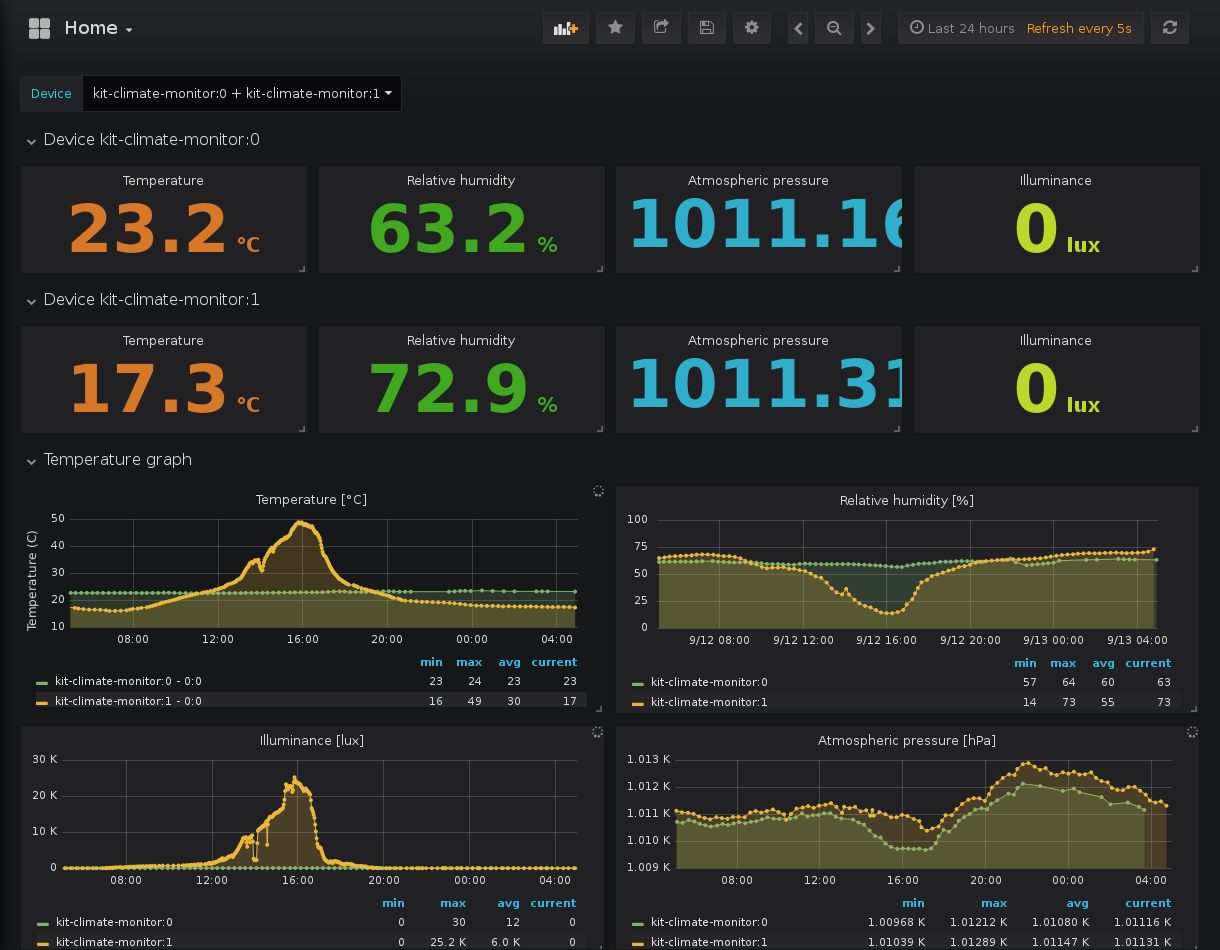 Home
Last 24 hours Refresh every 5s
Device kit-climate-monitor:0 + kit-climate-monitor:1
Device kit-climate-monitor:0
Temperature Relative humidity Atmospheric pressure Illuminance
23.2 °C 63.2 % 1011.16 0 lux
Device kit-climate-monitor:1
Temperature Relative humidity Atmospheric pressure Illuminance
17.3 °C 72.9 % 1011.31 0 lux
Temperature graph
Temperature [°C]
Temperature (C)
50
40
30
20
10
08:00 12:00 16:00 20:00 00:00 04:00
min max avg current
kit-climate-monitor:0 - 0:0 23 24 23 23
kit-climate-monitor:1 - 0:0 16 49 30 17
Relative humidity [%]
100
75
50
25
0
9/12 08:00 9/12 12:00 9/12 16:00 9/12 20:00 9/13 00:00 9/13 04:00
min max avg current
kit-climate-monitor:0 57 64 60 63
kit-climate-monitor:1 14 73 55 73
Illuminance [lux]
30 K
20 K
10 K
0
08:00 12:00 16:00 20:00 00:00 04:00
min max avg current
kit-climate-monitor:0 0 30 12 0
kit-climate-monitor:1 0 25.2 K 6.0 K 0
Atmospheric pressure [hPa]
1.013 K
1.012 K
1.011 K
1.010 K
1.009 K
08:00 12:00 16:00 20:00 00:00 04:00
min max avg current
kit-climate-monitor:0 1.00968 K 1.01212 K 1.01080 K 1.01116 K
kit-climate-monitor:1 1.01039 K 1.01289 K 1.01147 K 1.01131 K